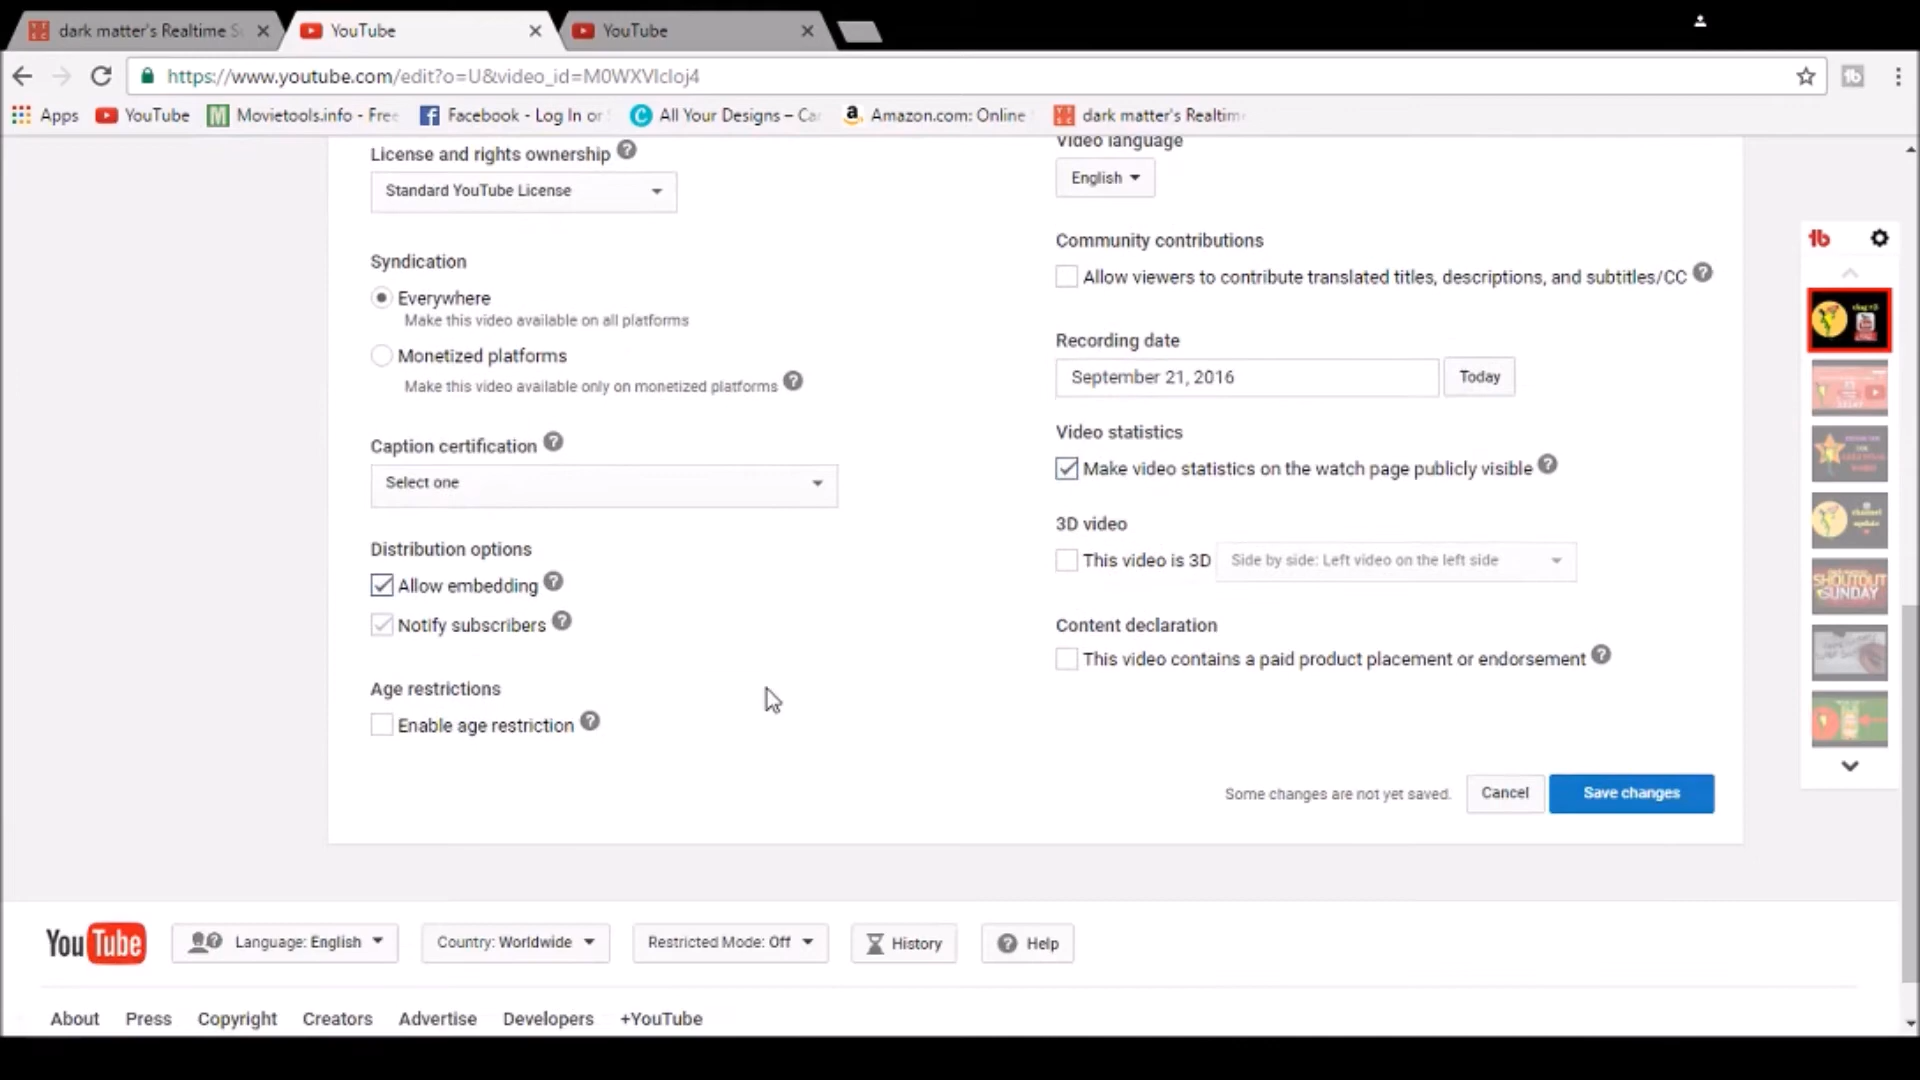 dark matter's Realtime S
YouTube
YouTube
https://www.youtube.com/edit?o=U&video_id=M0WXVIcIoj4
Apps
YouTube
Movietools.info - Free
Facebook - Log In or
All Your Designs – Ca
Amazon.com: Online
dark matter's Realtim
License and rights ownership
Standard YouTube License
Syndication
Everywhere
Make this video available on all platforms
Monetized platforms
Make this video available only on monetized platforms
Caption certification
Select one
Distribution options
Allow embedding
Notify subscribers
Age restrictions
Enable age restriction
Video language
English
Community contributions
Allow viewers to contribute translated titles, descriptions, and subtitles/CC
Recording date
September 21, 2016
Today
Video statistics
Make video statistics on the watch page publicly visible
3D video
This video is 3D
Side by side: Left video on the left side
Content declaration
This video contains a paid product placement or endorsement
Some changes are not yet saved.
Cancel
Save changes
SHOUTOUT
SUNDAY
YouTube
Language: English
Country: Worldwide
Restricted Mode: Off
History
Help
About
Press
Copyright
Creators
Advertise
Developers
+YouTube